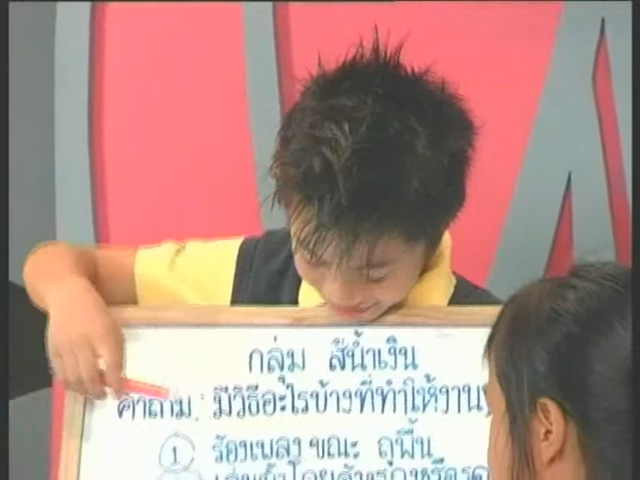 กลุ่ม สีน้ำเงิน
คำถาม : มีวิธีอะไรบ้างที่ทำให้งาน
1 ร้องเพลง ขณะ ถูพื้น